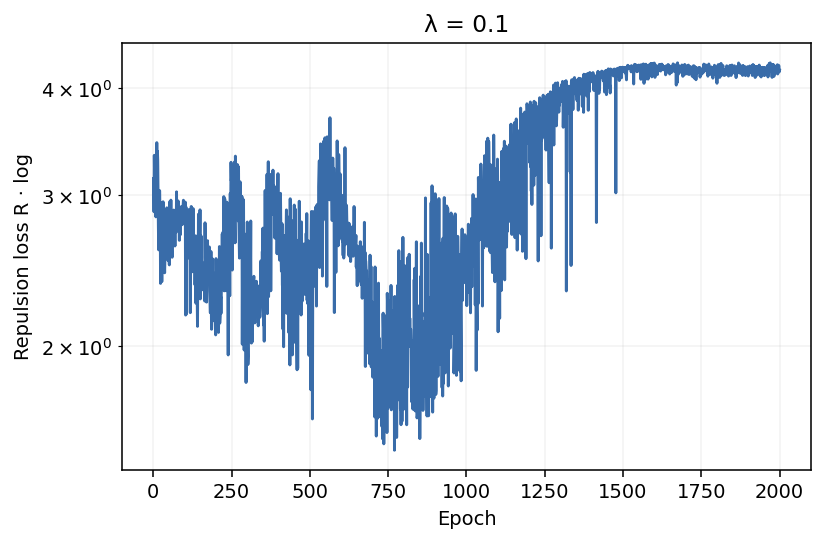 λ = 0.1
Repulsion loss R · log
4 × 10⁰
3 × 10⁰
2 × 10⁰
0 250 500 750 1000 1250 1500 1750 2000
Epoch